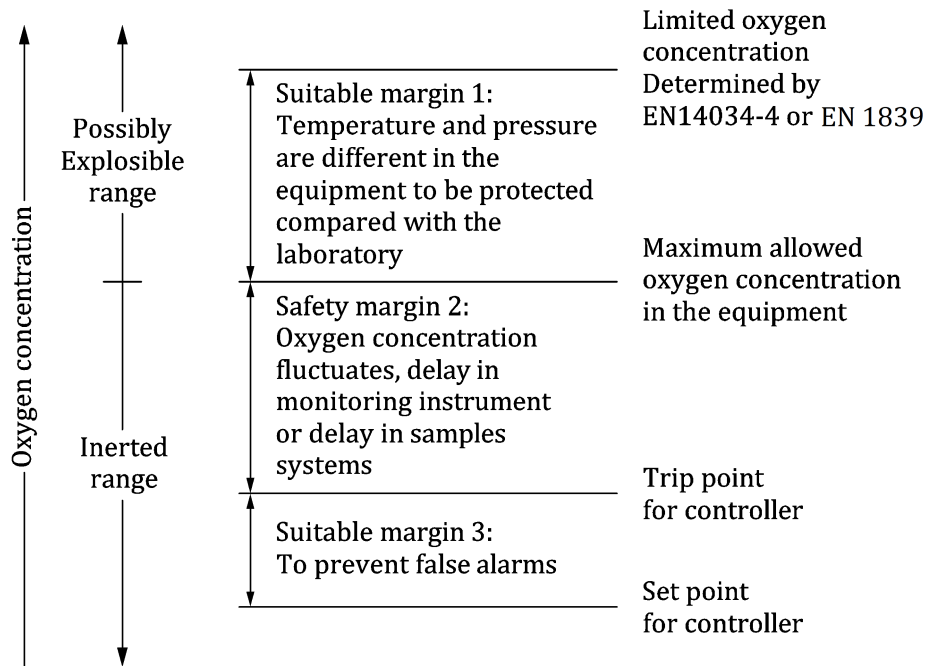 Oxygen concentration
Possibly
Explosible
range
Inerted
range
Suitable margin 1:
Temperature and pressure
are different in the
equipment to be protected
compared with the
laboratory
Safety margin 2:
Oxygen concentration
fluctuates, delay in
monitoring instrument
or delay in samples
systems
Suitable margin 3:
To prevent false alarms
Limited oxygen
concentration
Determined by
EN14034-4 or EN 1839
Maximum allowed
oxygen concentration
in the equipment
Trip point
for controller
Set point
for controller